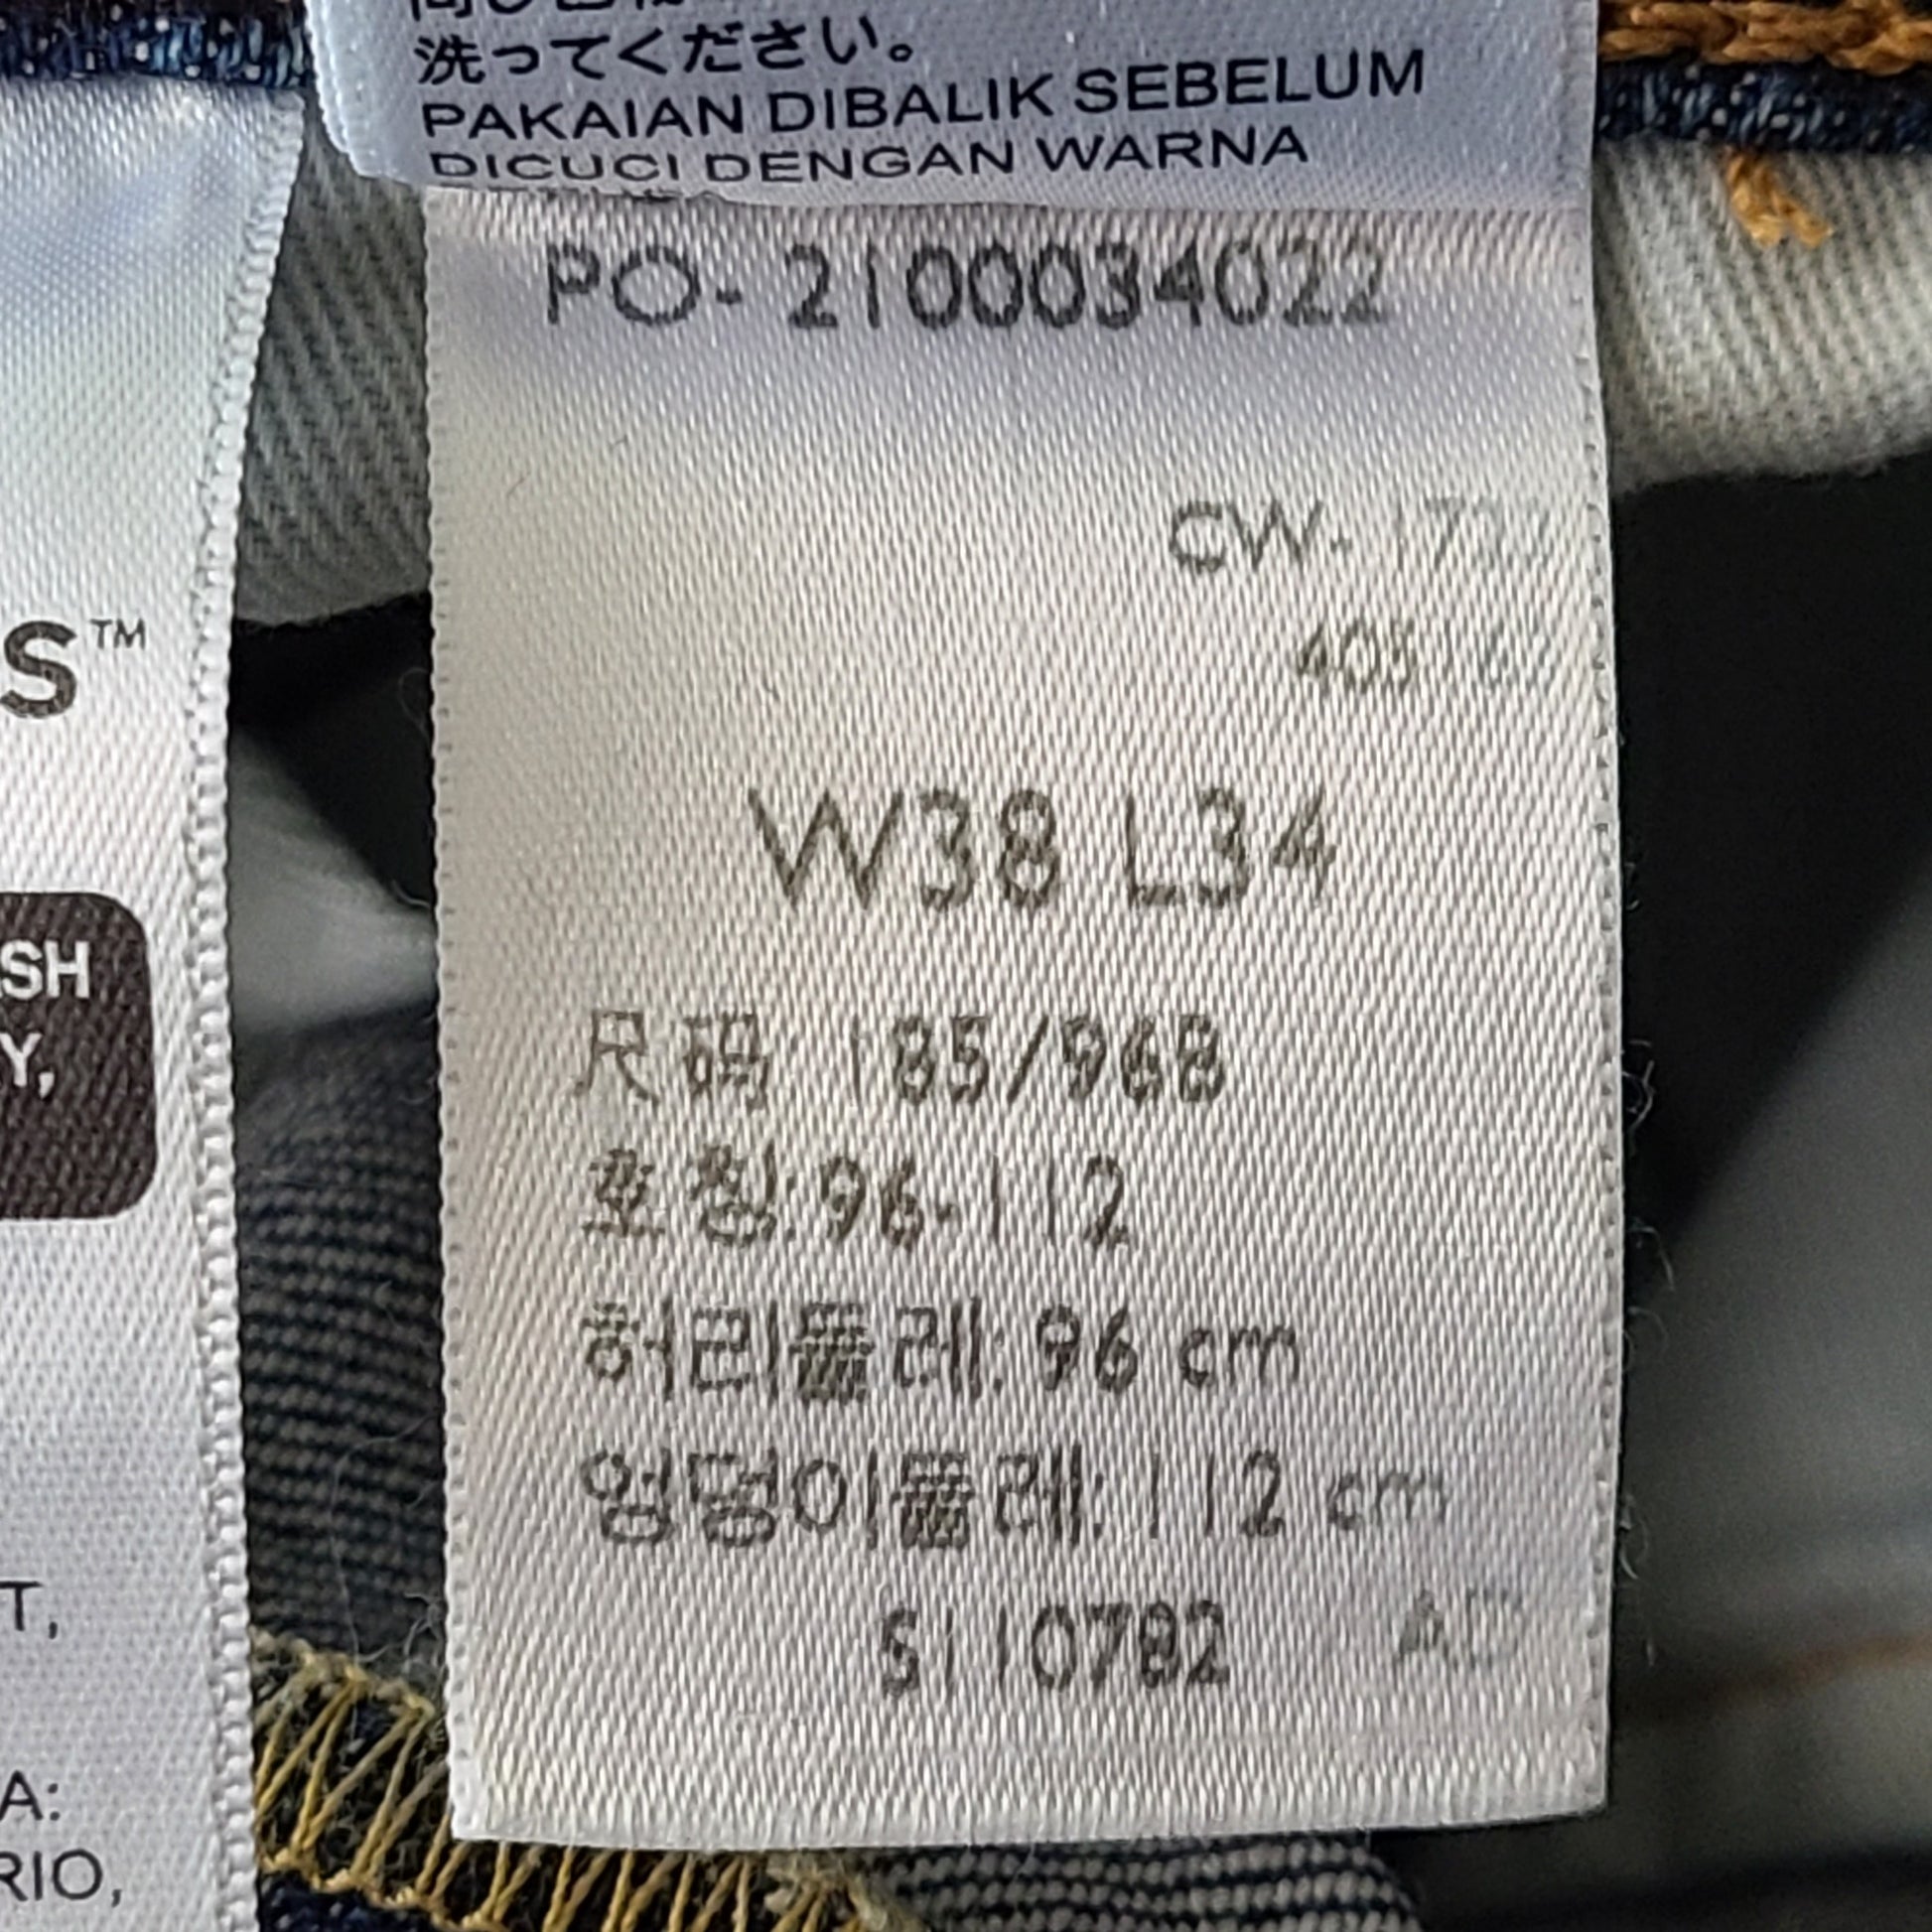 洗ってください。
PAKAIAN DIBALIK SEBELUM
DICUCI DENGAN WARNA
PO- 2100034022
CW-
W38 L34
尺码 185/96B
호칭: 96-112
허리둘레: 96 cm
엉덩이둘레: 112 cm
S110782
S™
SH
Y,
T,
A:
RIO,